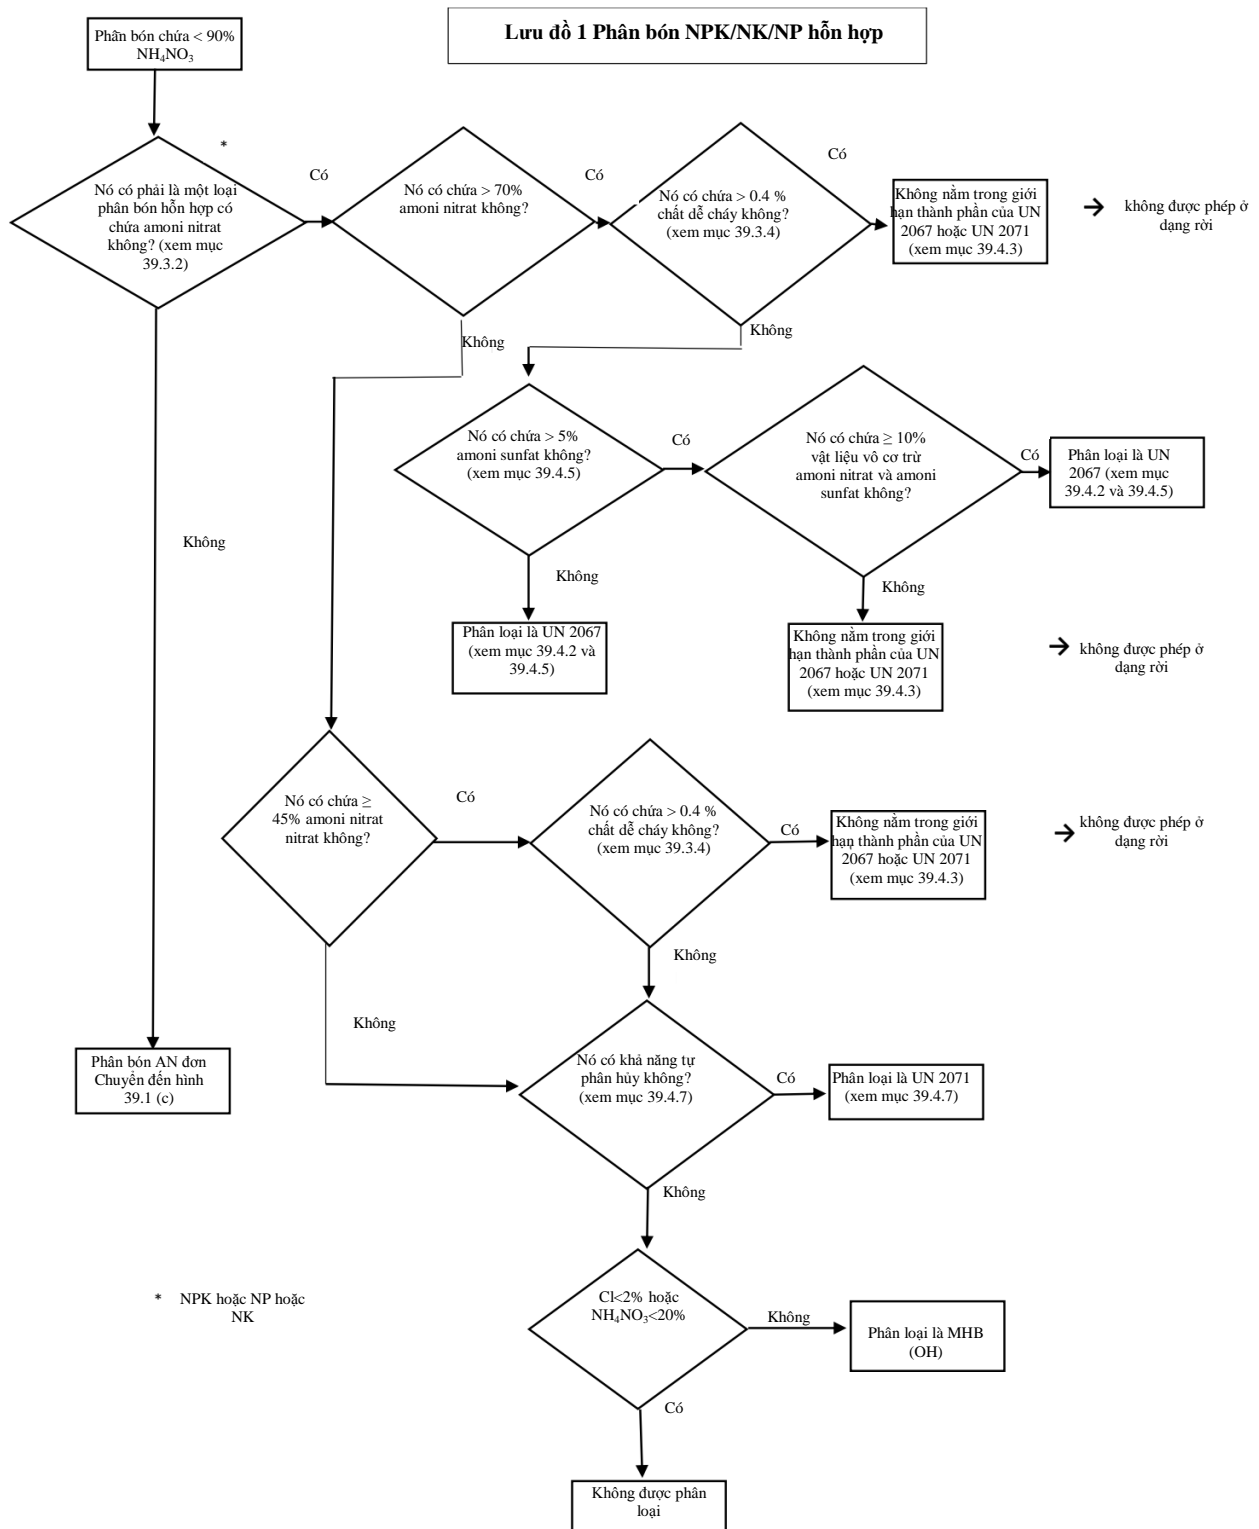 Lưu đồ 1 Phân bón NPK/NK/NP hỗn hợp
Phân bón chứa < 90%
NH₄NO₃
*
Nó có phải là một loại
phân bón hỗn hợp có
chứa amoni nitrat
không? (xem mục
39.3.2)
Có
Nó có chứa > 70%
amoni nitrat không?
Có
Nó có chứa > 0.4 %
chất dễ cháy không?
(xem mục 39.3.4)
Có
Không nằm trong giới
hạn thành phần của UN
2067 hoặc UN 2071
(xem mục 39.4.3)
→ không được phép ở
dạng rời
Không
Không
Nó có chứa > 5%
amoni sunfat không?
(xem mục 39.4.5)
Có
Nó có chứa ≥ 10%
vật liệu vô cơ trừ
amoni nitrat và amoni
sunfat không?
Có
Phân loại là UN
2067 (xem mục
39.4.2 và 39.4.5)
Không
Không
Không
Phân loại là UN 2067
(xem mục 39.4.2 và
39.4.5)
Không nằm trong giới
hạn thành phần của UN
2067 hoặc UN 2071
(xem mục 39.4.3)
→ không được phép ở
dạng rời
Nó có chứa ≥
45% amoni nitrat
nitrat không?
Có
Nó có chứa > 0.4 %
chất dễ cháy không?
(xem mục 39.3.4)
Có
Không nằm trong giới
hạn thành phần của UN
2067 hoặc UN 2071
(xem mục 39.4.3)
→ không được phép ở
dạng rời
Không
Không
Phân bón AN đơn
Chuyển đến hình
39.1 (c)
Nó có khả năng tự
phân hủy không?
(xem mục 39.4.7)
Có
Phân loại là UN 2071
(xem mục 39.4.7)
Không
* NPK hoặc NP hoặc
NK
Cl<2% hoặc
NH₄NO₃<20%
Không
Phân loại là MHB
(OH)
Có
Không được phân
loại